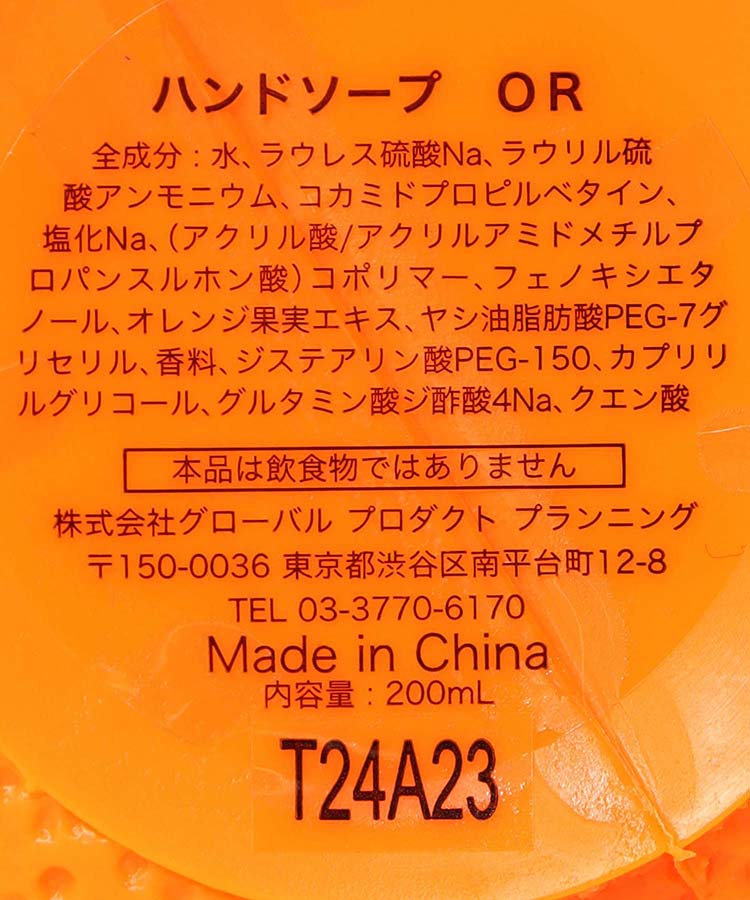 ハンドソープ OR
全成分：水、ラウレス硫酸Na、ラウリル硫
酸アンモニウム、コカミドプロピルベタイン、
塩化Na、(アクリル酸/アクリルアミドメチルプ
ロパンスルホン酸)コポリマー、フェノキシエタ
ノール、オレンジ果実エキス、ヤシ油脂肪酸PEG-7グ
リセリル、香料、ジステアリン酸PEG-150、カプリリ
ルグリコール、グルタミン酸ジ酢酸4Na、クエン酸
本品は飲食物ではありません
株式会社グローバル プロダクト プランニング
〒150-0036 東京都渋谷区南平台町12-8
TEL 03-3770-6170
Made in China
内容量：200mL
T24A23